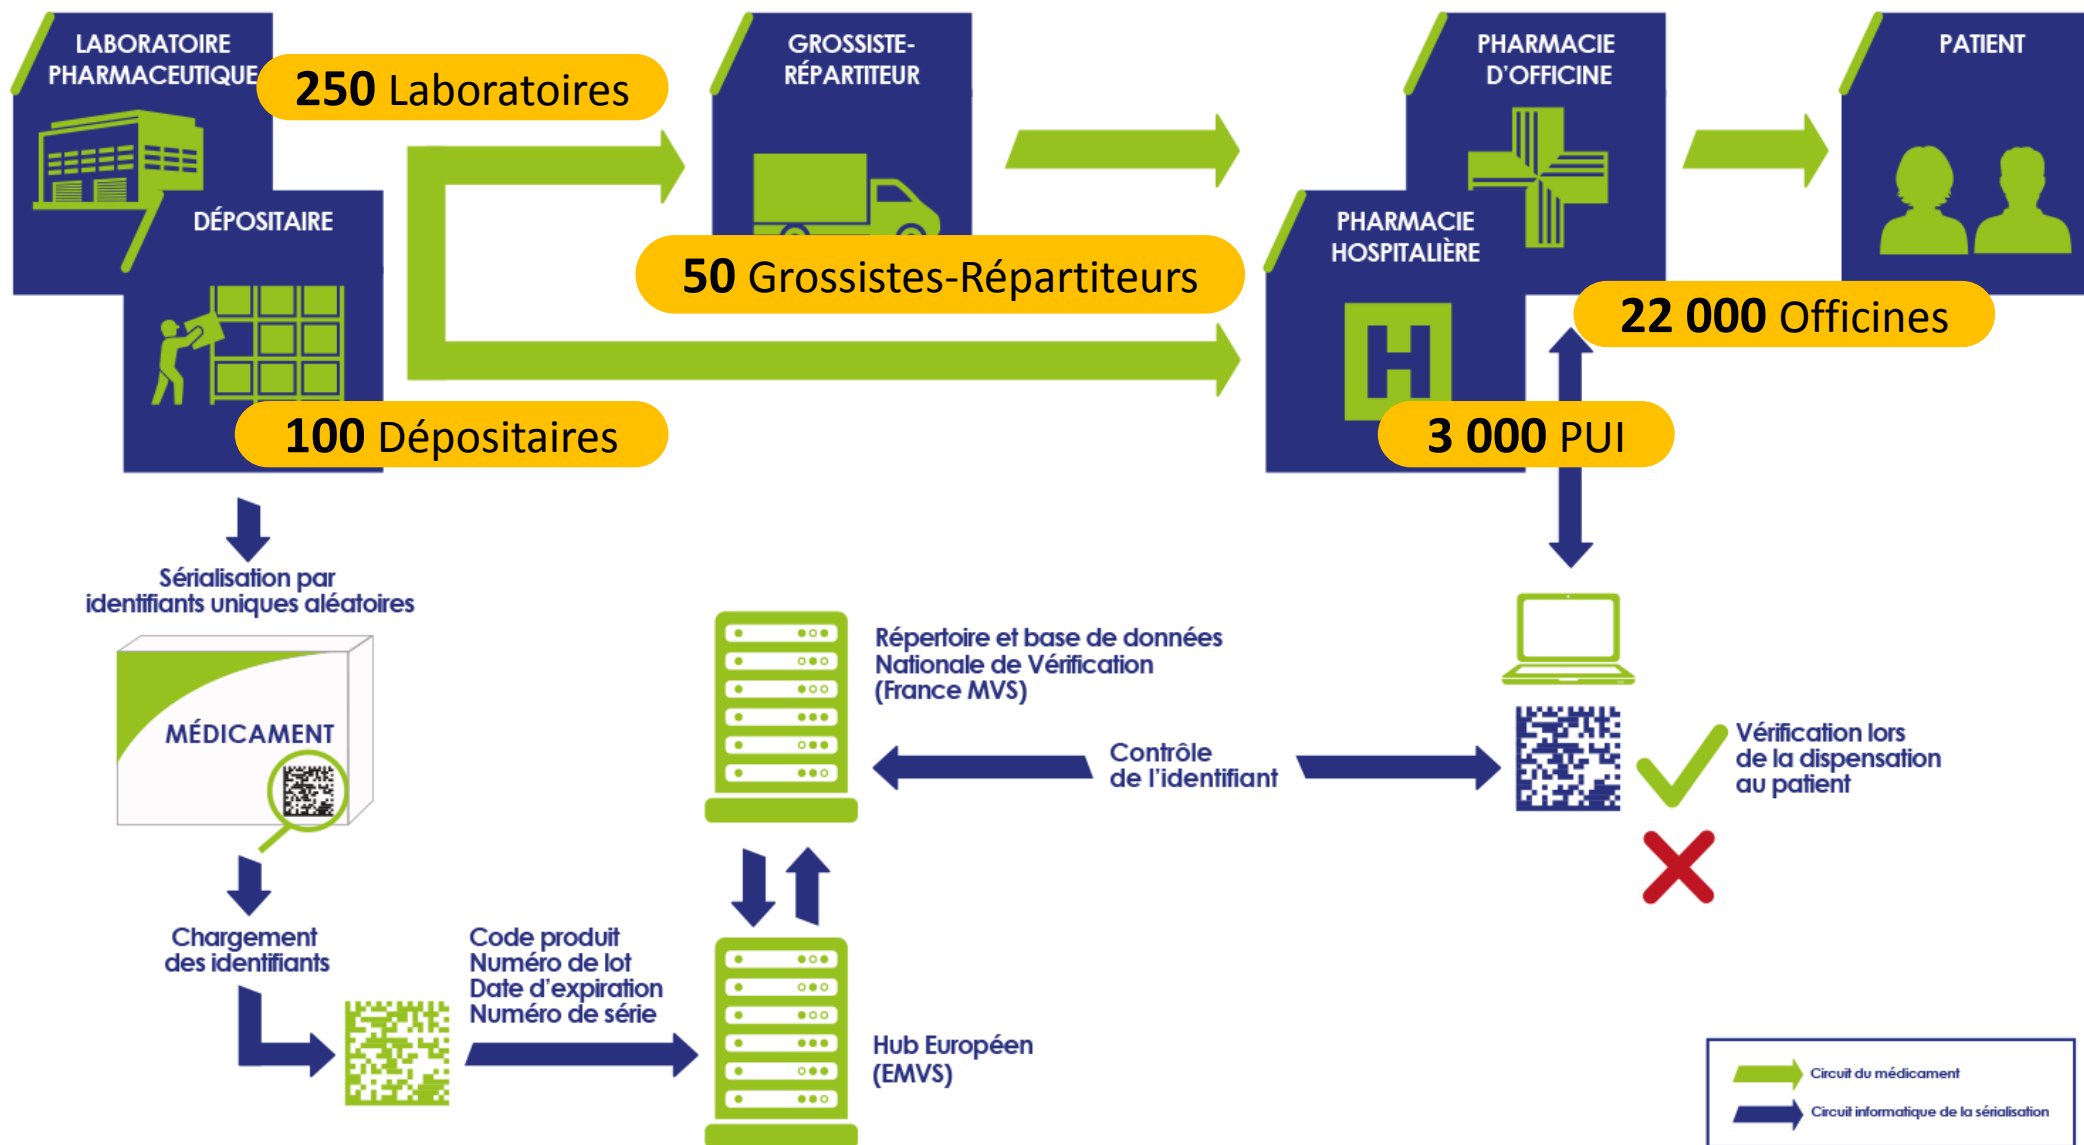 LABORATOIRE
PHARMACEUTIQUE
250 Laboratoires
DÉPOSITAIRE
100 Dépositaires
GROSSISTE-
RÉPARTITEUR
50 Grossistes-Répartiteurs
PHARMACIE
D'OFFICINE
22 000 Officines
PHARMACIE
HOSPITALIÈRE
H
3 000 PUI
PATIENT
Sérialisation par
identifiants uniques aléatoires
MÉDICAMENT
Chargement
des identifiants
Code produit
Numéro de lot
Date d'expiration
Numéro de série
Répertoire et base de données
Nationale de Vérification
(France MVS)
Hub Européen
(EMVS)
Contrôle
de l'identifiant
Vérification lors
de la dispensation
au patient
Circuit du médicament
Circuit informatique de la sérialisation